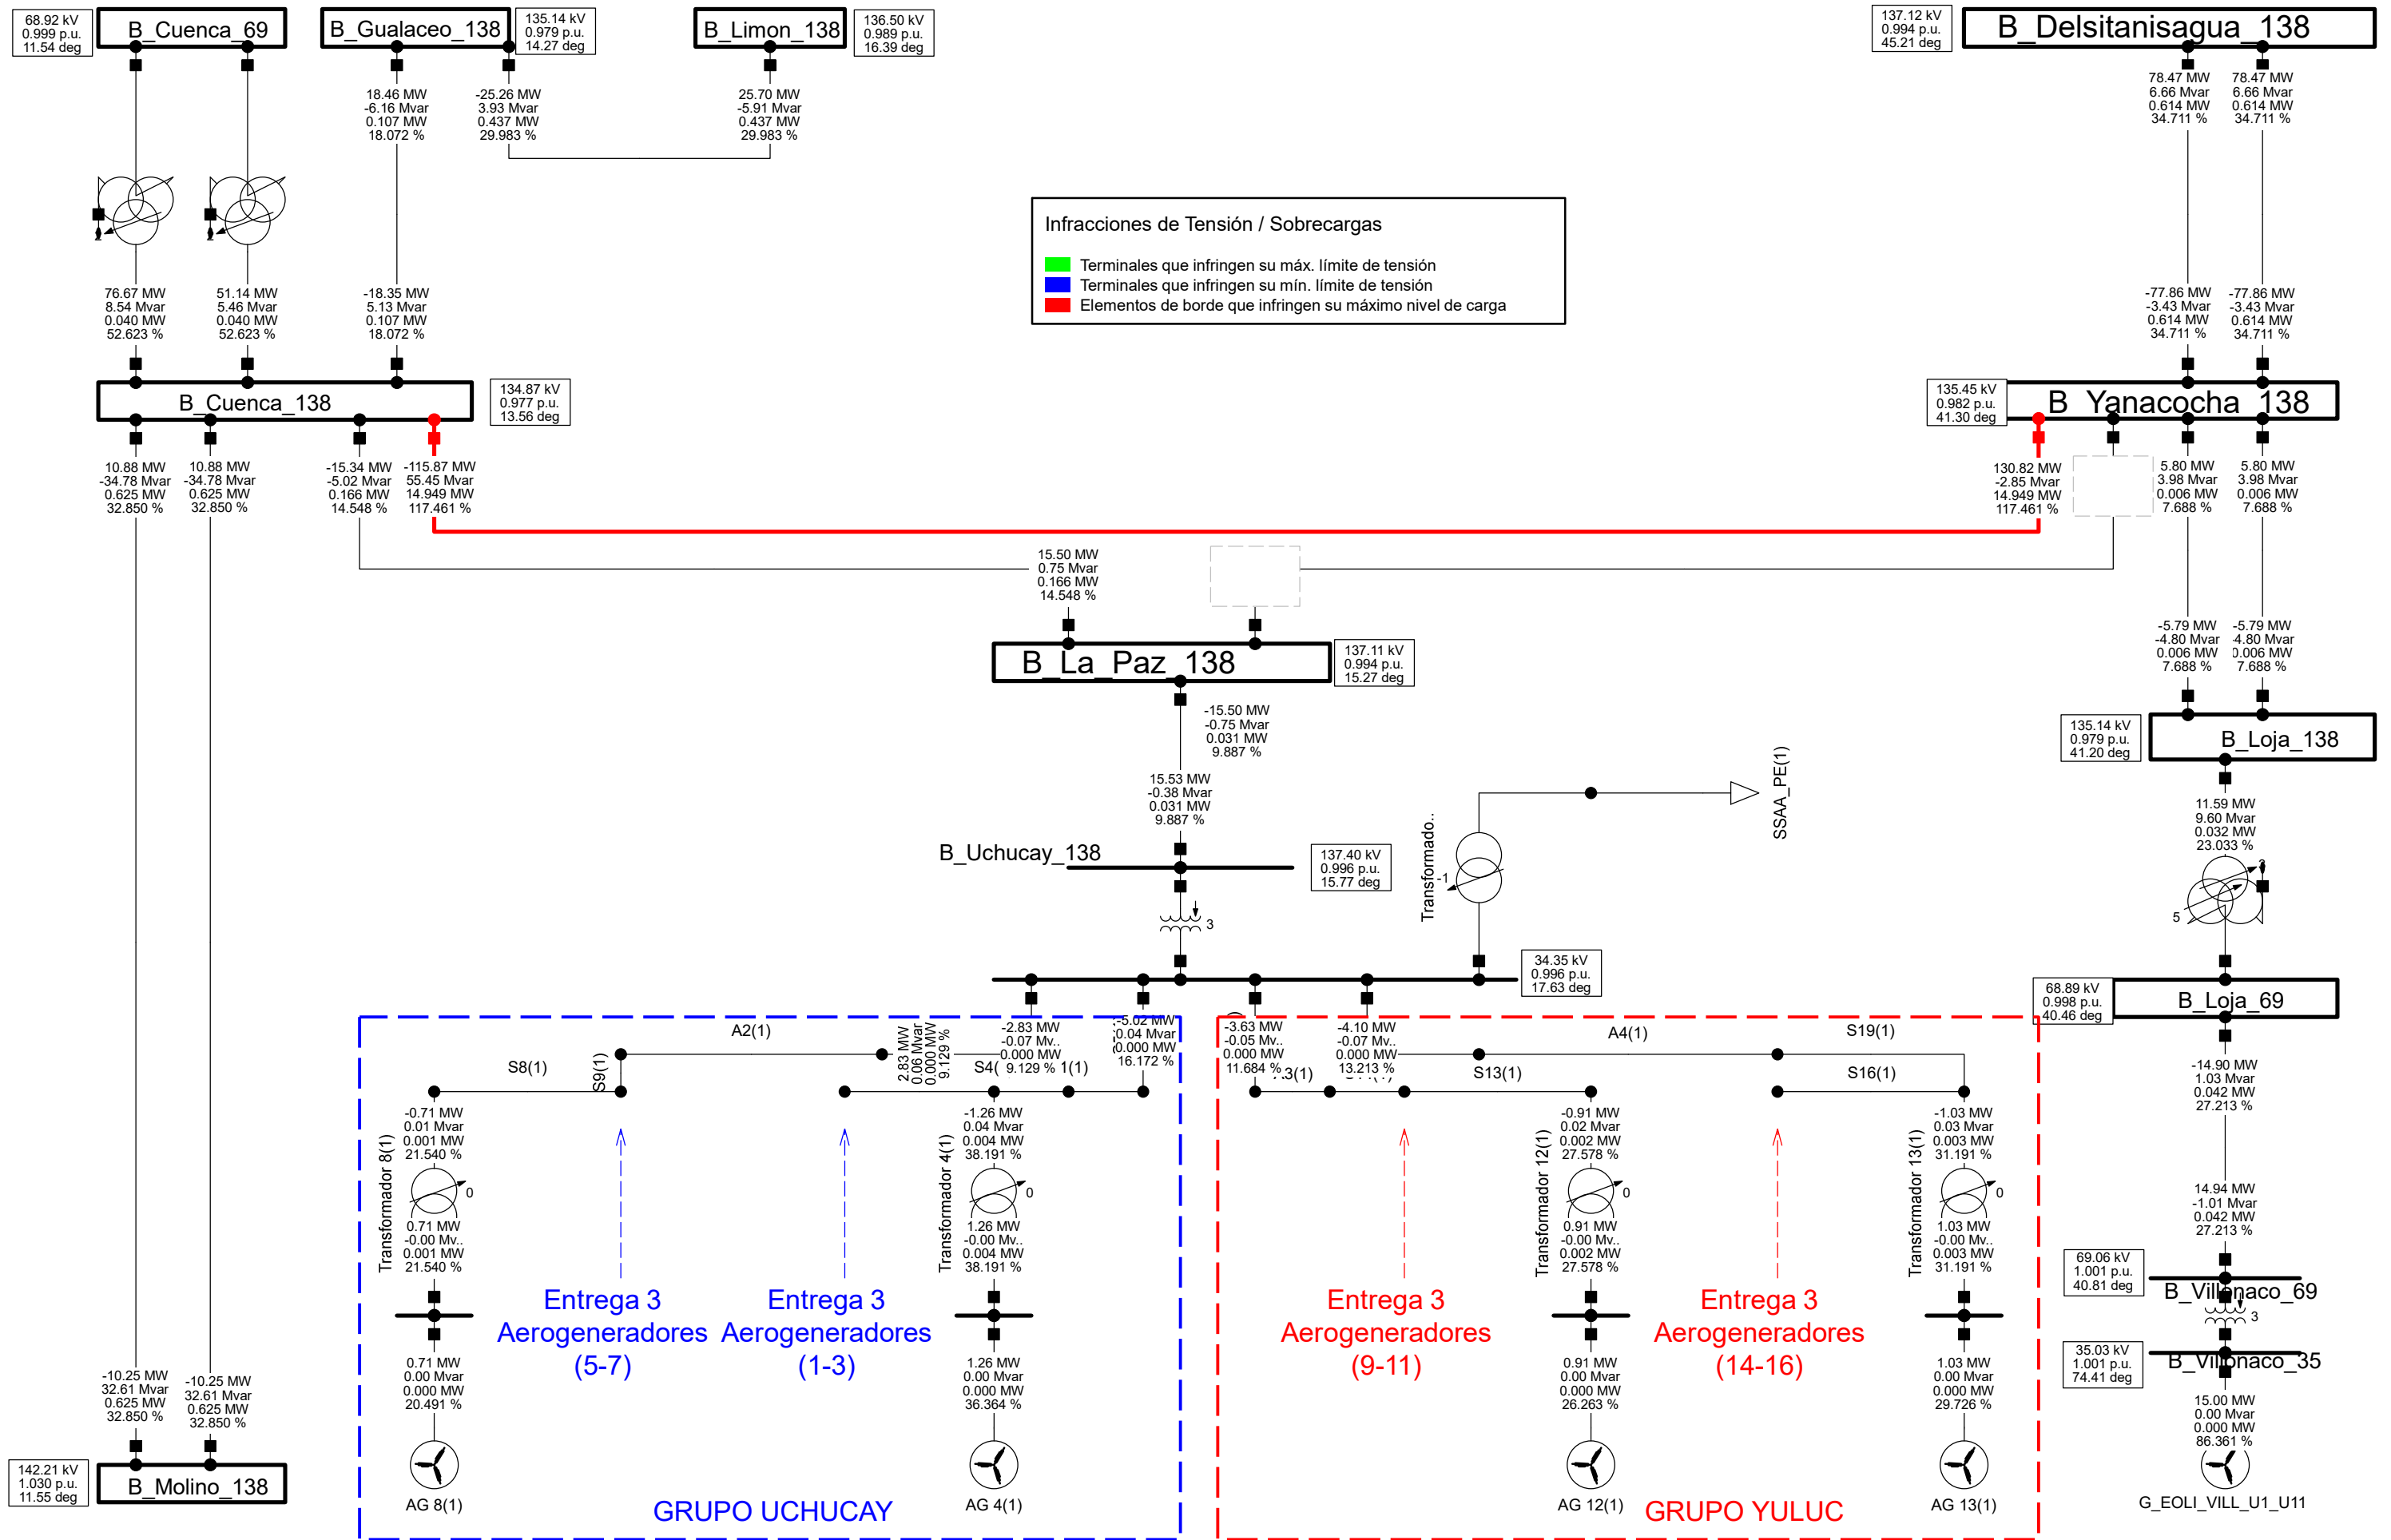 68.92 kV
0.999 p.u.
11.54 deg
B_Cuenca_69
B_Gualaceo_138
135.14 kV
0.979 p.u.
14.27 deg
B_Limon_138
136.50 kV
0.989 p.u.
16.39 deg
137.12 kV
0.994 p.u.
45.21 deg
B_Delsitanisagua_138
18.46 MW
-6.16 Mvar
0.107 MW
18.072 %
-25.26 MW
3.93 Mvar
0.437 MW
29.983 %
25.70 MW
-5.91 Mvar
0.437 MW
29.983 %
78.47 MW
6.66 Mvar
0.614 MW
34.711 %
78.47 MW
6.66 Mvar
0.614 MW
34.711 %
Infracciones de Tensión / Sobrecargas
Terminales que infringen su máx. límite de tensión
Terminales que infringen su mín. límite de tensión
Elementos de borde que infringen su máximo nivel de carga
76.67 MW
8.54 Mvar
0.040 MW
52.623 %
51.14 MW
5.46 Mvar
0.040 MW
52.623 %
-18.35 MW
5.13 Mvar
0.107 MW
18.072 %
-77.86 MW
-3.43 Mvar
0.614 MW
34.711 %
-77.86 MW
-3.43 Mvar
0.614 MW
34.711 %
B_Cuenca_138
134.87 kV
0.977 p.u.
13.56 deg
135.45 kV
0.982 p.u.
41.30 deg
B_Yanacocha_138
10.88 MW
-34.78 Mvar
0.625 MW
32.850 %
10.88 MW
-34.78 Mvar
0.625 MW
32.850 %
-15.34 MW
-5.02 Mvar
0.166 MW
14.548 %
-115.87 MW
55.45 Mvar
14.949 MW
117.461 %
130.82 MW
-2.85 Mvar
14.949 MW
117.461 %
5.80 MW
3.98 Mvar
0.006 MW
7.688 %
5.80 MW
3.98 Mvar
0.006 MW
7.688 %
15.50 MW
0.75 Mvar
0.166 MW
14.548 %
B_La_Paz_138
137.11 kV
0.994 p.u.
15.27 deg
-5.79 MW
-4.80 Mvar
0.006 MW
7.688 %
-5.79 MW
4.80 Mvar
0.006 MW
7.688 %
-15.50 MW
-0.75 Mvar
0.031 MW
9.887 %
135.14 kV
0.979 p.u.
41.20 deg
B_Loja_138
15.53 MW
-0.38 Mvar
0.031 MW
9.887 %
SSAA_PE(1)
Transformado..
-1
11.59 MW
9.60 Mvar
0.032 MW
23.033 %
B_Uchucay_138
137.40 kV
0.996 p.u.
15.77 deg
3
5
34.35 kV
0.996 p.u.
17.63 deg
68.89 kV
0.998 p.u.
40.46 deg
B_Loja_69
A2(1)
S8(1)
S9(1)
2.83 MW
0.06 Mvar
0.000 MW
9.129 %
S4(
1(1)
-2.83 MW
-0.07 Mv..
0.000 MW
9.129 %
-5.02 MW
0.04 Mvar
0.000 MW
16.172 %
-3.63 MW
-0.05 Mv..
0.000 MW
11.684 %
-4.10 MW
-0.07 Mv..
0.000 MW
13.213 %
A3(1)
S13(1)
A4(1)
S19(1)
S16(1)
-14.90 MW
1.03 Mvar
0.042 MW
27.213 %
Transformador 8(1)
-0.71 MW
0.01 Mvar
0.001 MW
21.540 %
0
0.71 MW
-0.00 Mv..
0.001 MW
21.540 %
Transformador 4(1)
-1.26 MW
0.04 Mvar
0.004 MW
38.191 %
0
1.26 MW
-0.00 Mv..
0.004 MW
38.191 %
Transformador 12(1)
-0.91 MW
0.02 Mvar
0.002 MW
27.578 %
0
0.91 MW
-0.00 Mv..
0.002 MW
27.578 %
Transformador 13(1)
-1.03 MW
0.03 Mvar
0.003 MW
31.191 %
0
1.03 MW
-0.00 Mv..
0.003 MW
31.191 %
14.94 MW
-1.01 Mvar
0.042 MW
27.213 %
69.06 kV
1.001 p.u.
40.81 deg
B_Villonaco_69
3
35.03 kV
1.001 p.u.
74.41 deg
B_Villonaco_35
Entrega 3
Aerogeneradores
(5-7)
Entrega 3
Aerogeneradores
(1-3)
Entrega 3
Aerogeneradores
(9-11)
Entrega 3
Aerogeneradores
(14-16)
-10.25 MW
32.61 Mvar
0.625 MW
32.850 %
-10.25 MW
32.61 Mvar
0.625 MW
32.850 %
0.71 MW
0.00 Mvar
0.000 MW
20.491 %
1.26 MW
0.00 Mvar
0.000 MW
36.364 %
0.91 MW
0.00 Mvar
0.000 MW
26.263 %
1.03 MW
0.00 Mvar
0.000 MW
29.726 %
15.00 MW
0.00 Mvar
0.000 MW
86.361 %
142.21 kV
1.030 p.u.
11.55 deg
B_Molino_138
AG 8(1)
GRUPO UCHUCAY
AG 4(1)
AG 12(1)
GRUPO YULUC
AG 13(1)
G_EOLI_VILL_U1_U11